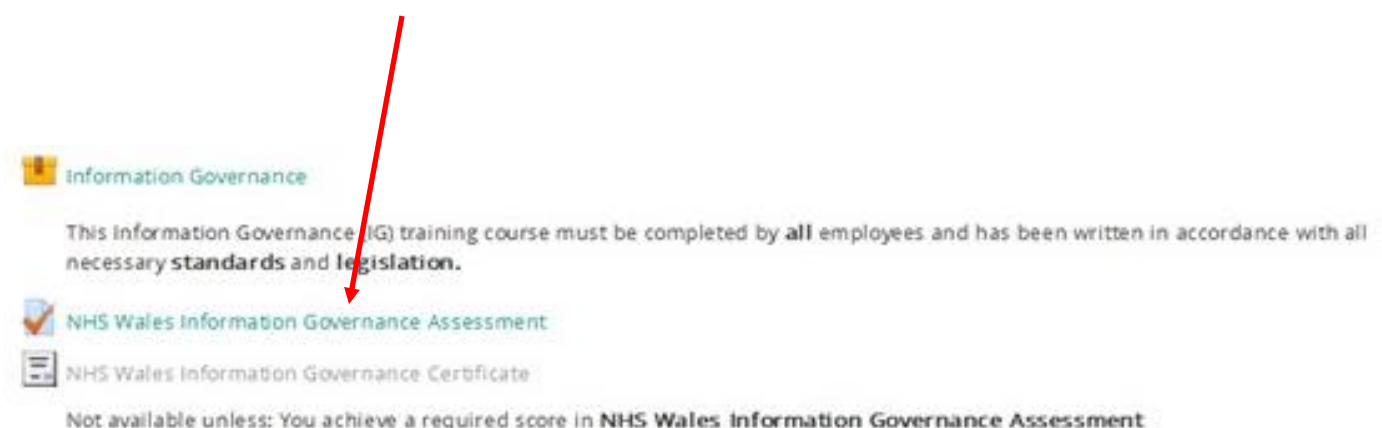 Information Governance
This Information Governance (IG) training course must be completed by all employees and has been written in accordance with all
necessary standards and legislation.
NHS Wales Information Governance Assessment
NHS Wales Information Governance Certificate
Not available unless: You achieve a required score in NHS Wales Information Governance Assessment